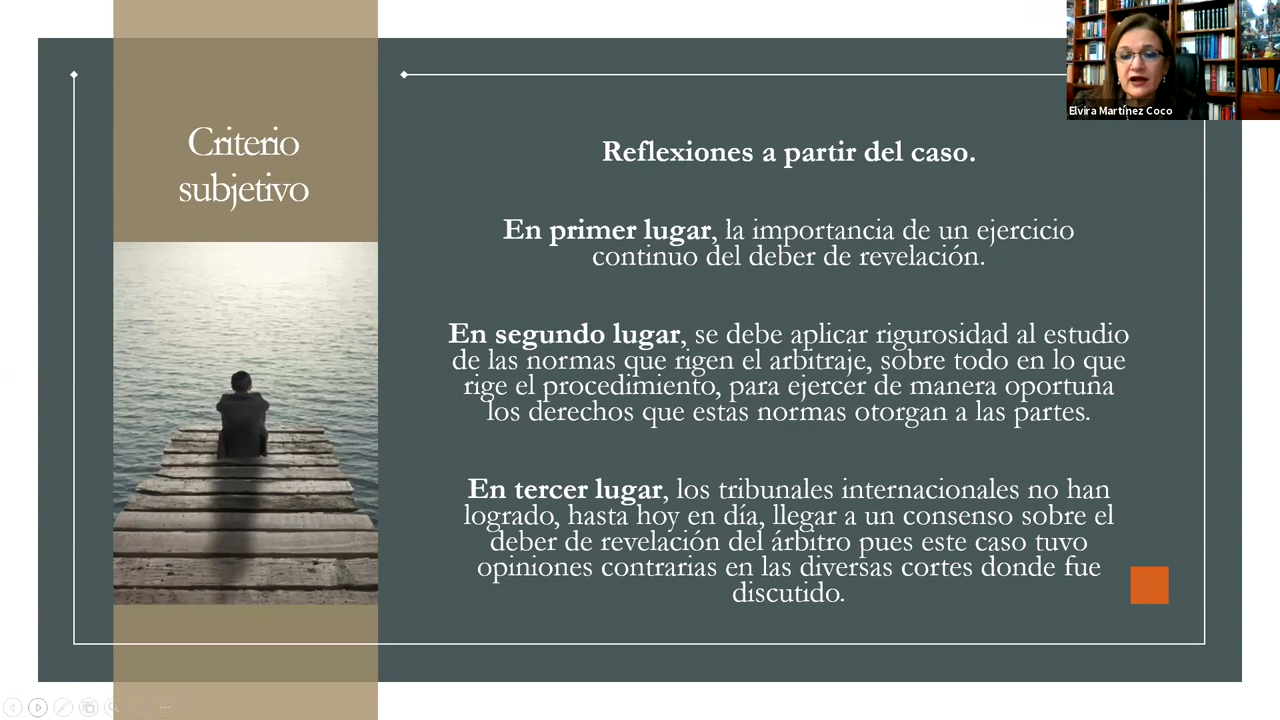 Criterio
subjetivo
Elvira Martínez Coco
Reflexiones a partir del caso.
En primer lugar, la importancia de un ejercicio
continuo del deber de revelación.
En segundo lugar, se debe aplicar rigurosidad al estudio
de las normas que rigen el arbitraje, sobre todo en lo que
rige el procedimiento, para ejercer de manera oportuna
los derechos que estas normas otorgan a las partes.
En tercer lugar, los tribunales internacionales no han
logrado, hasta hoy en día, llegar a un consenso sobre el
deber de revelación del árbitro pues este caso tuvo
opiniones contrarias en las diversas cortes donde fue
discutido.